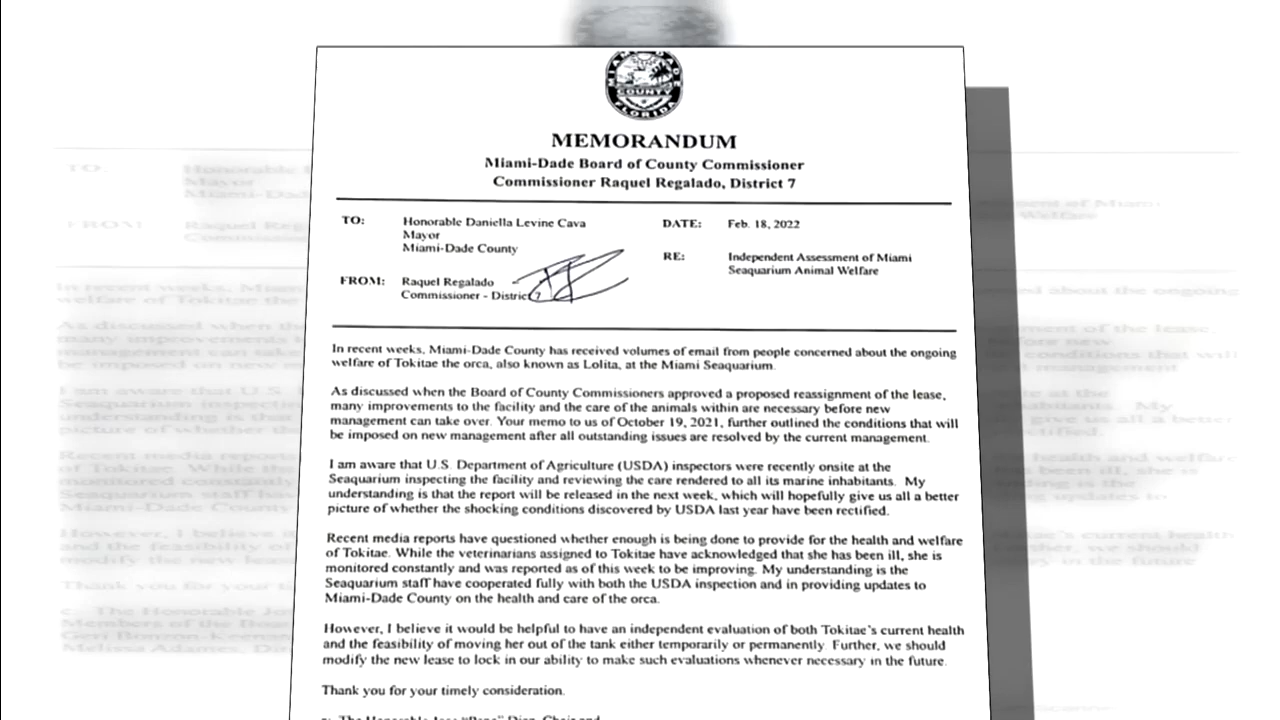 MIAMI-DADE
COUNTY
FLORIDA
MEMORANDUM
Miami-Dade Board of County Commissioner
Commissioner Raquel Regalado, District 7
TO: Honorable Daniella Levine Cava DATE: Feb. 18, 2022
Mayor
Miami-Dade County
RE: Independent Assessment of Miami
Seaquarium Animal Welfare
FROM: Raquel Regalado
Commissioner - District 7
In recent weeks, Miami-Dade County has received volumes of email from people concerned about the ongoing
welfare of Tokitae the orca, also known as Lolita, at the Miami Seaquarium.
As discussed when the Board of County Commissioners approved a proposed reassignment of the lease,
many improvements to the facility and the care of the animals within are necessary before new
management can take over. Your memo to us of October 19, 2021, further outlined the conditions that will
be imposed on new management after all outstanding issues are resolved by the current management.
I am aware that U.S. Department of Agriculture (USDA) inspectors were recently onsite at the
Seaquarium inspecting the facility and reviewing the care rendered to all its marine inhabitants. My
understanding is that the report will be released in the next week, which will hopefully give us all a better
picture of whether the shocking conditions discovered by USDA last year have been rectified.
Recent media reports have questioned whether enough is being done to provide for the health and welfare
of Tokitae. While the veterinarians assigned to Tokitae have acknowledged that she has been ill, she is
monitored constantly and was reported as of this week to be improving. My understanding is the
Seaquarium staff have cooperated fully with both the USDA inspection and in providing updates to
Miami-Dade County on the health and care of the orca.
However, I believe it would be helpful to have an independent evaluation of both Tokitae's current health
and the feasibility of moving her out of the tank either temporarily or permanently. Further, we should
modify the new lease to lock in our ability to make such evaluations whenever necessary in the future.
Thank you for your timely consideration.